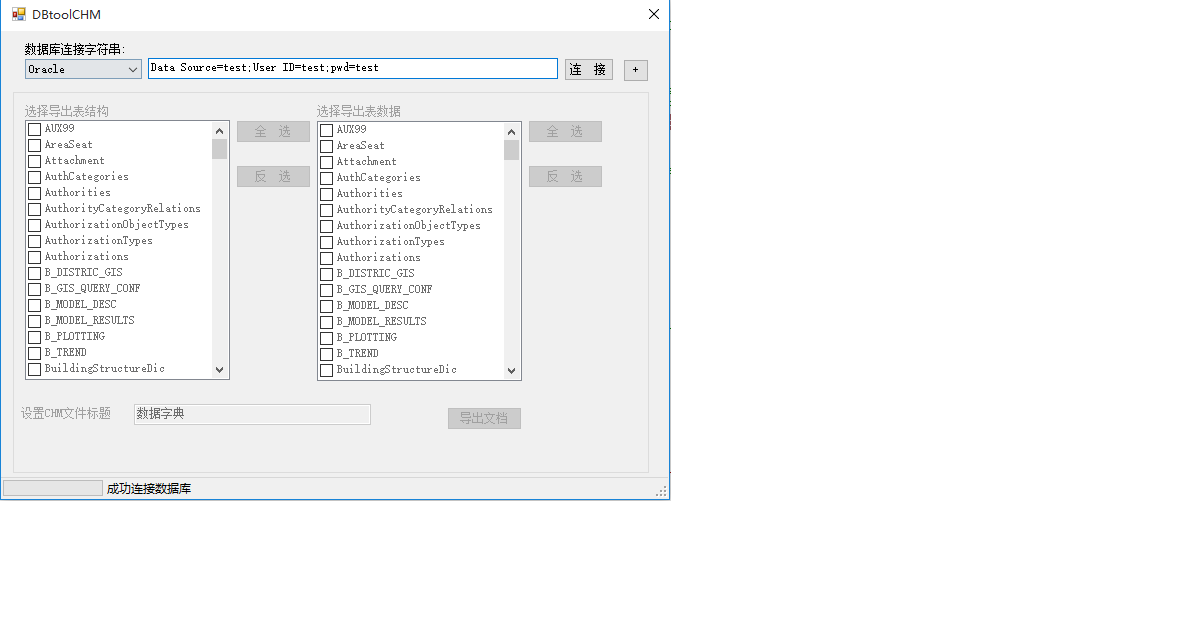 DBtoolCHM
数据库连接字符串:
Oracle
Data Source=test;User ID=test;pwd=test
连 接
+
选择导出表结构
AUX99
AreaSeat
Attachment
AuthCategories
Authorities
AuthorityCategoryRelations
AuthorizationObjectTypes
AuthorizationTypes
Authorizations
B_DISTRIC_GIS
B_GIS_QUERY_CONF
B_MODEL_DESC
B_MODEL_RESULTS
B_PLOTTING
B_TREND
BuildingStructureDic
全 选
反 选
选择导出表数据
AUX99
AreaSeat
Attachment
AuthCategories
Authorities
AuthorityCategoryRelations
AuthorizationObjectTypes
AuthorizationTypes
Authorizations
B_DISTRIC_GIS
B_GIS_QUERY_CONF
B_MODEL_DESC
B_MODEL_RESULTS
B_PLOTTING
B_TREND
BuildingStructureDic
全 选
反 选
设置CHM文件标题
数据字典
导出文档
成功连接数据库